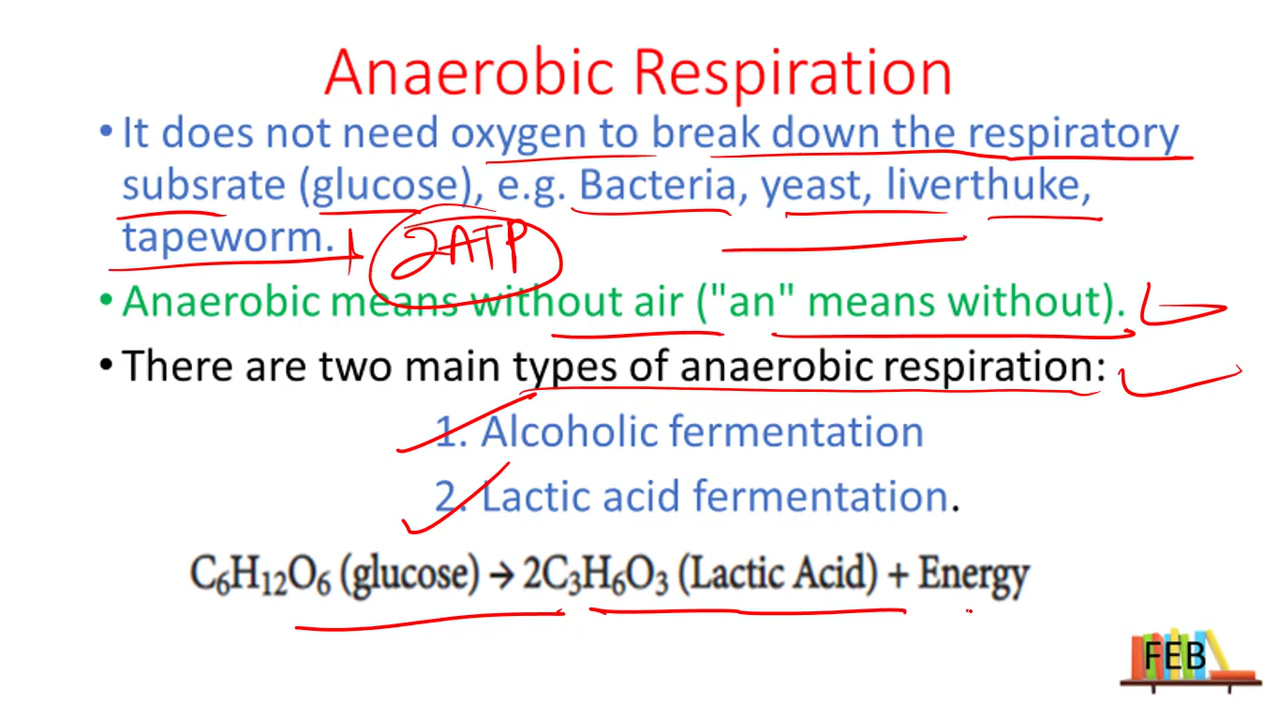 Anaerobic Respiration
• It does not need oxygen to break down the respiratory
subsrate (glucose), e.g. Bacteria, yeast, liverthuke,
tapeworm.
2ATP
• Anaerobic means without air ("an" means without).
• There are two main types of anaerobic respiration:
1. Alcoholic fermentation
2. Lactic acid fermentation.
C₆H₁₂O₆ (glucose) → 2C₃H₆O₃ (Lactic Acid) + Energy
FEB